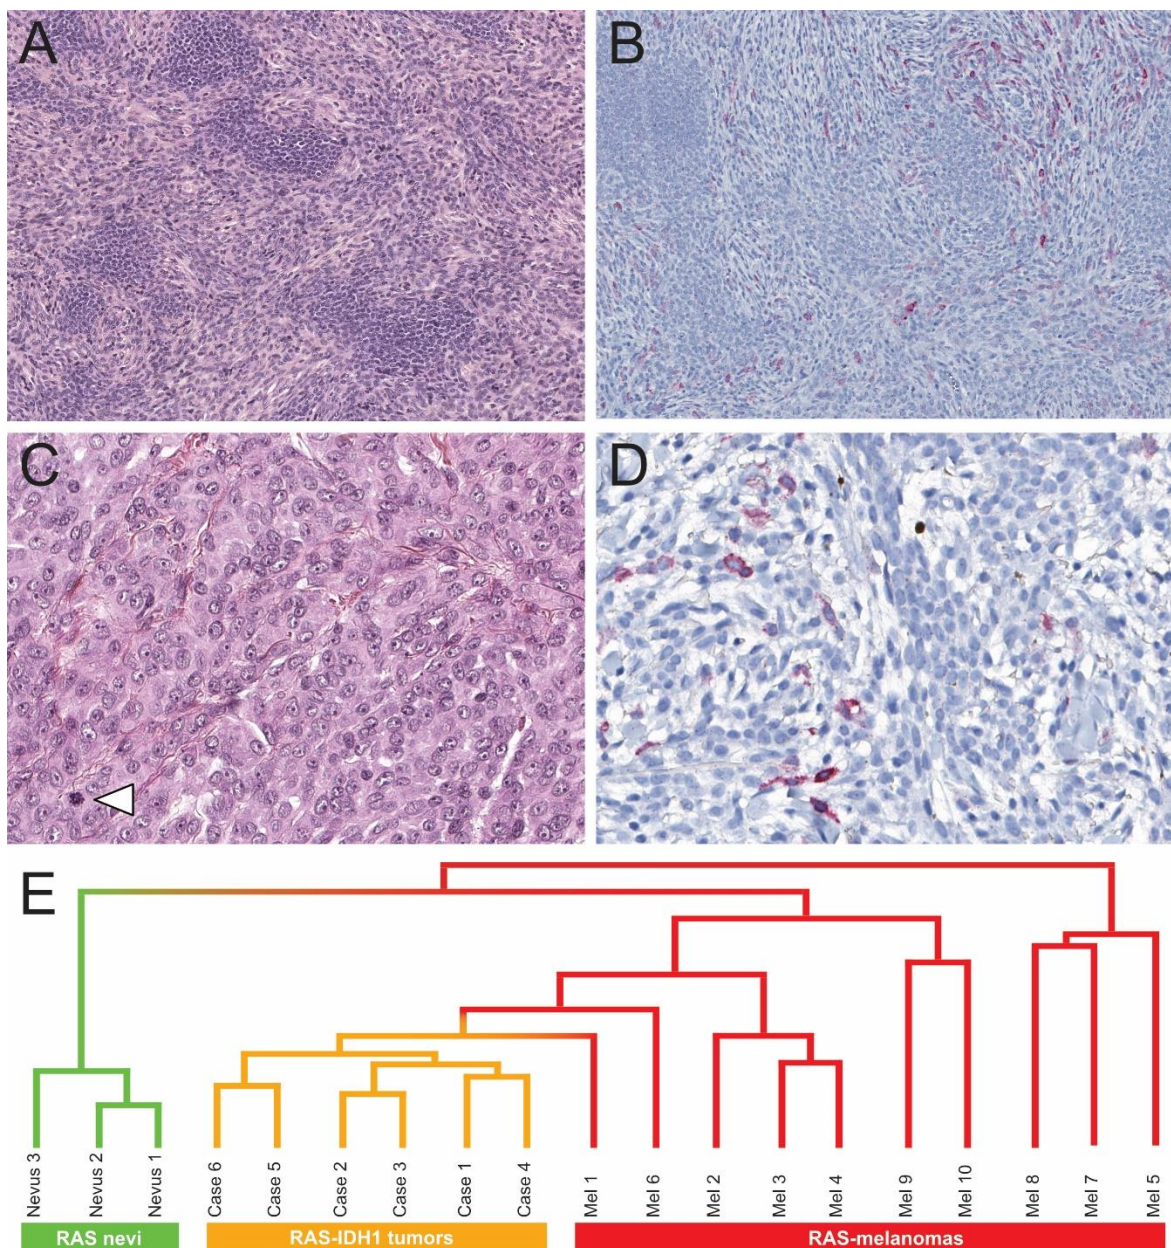 A
B
C
D
E
Nevus 3
Nevus 2
Nevus 1
Case 6
Case 5
Case 2
Case 3
Case 1
Case 4
Mel 1
Mel 6
Mel 2
Mel 3
Mel 4
Mel 9
Mel 10
Mel 8
Mel 7
Mel 5
RAS nevi
RAS-IDH1 tumors
RAS-melanomas